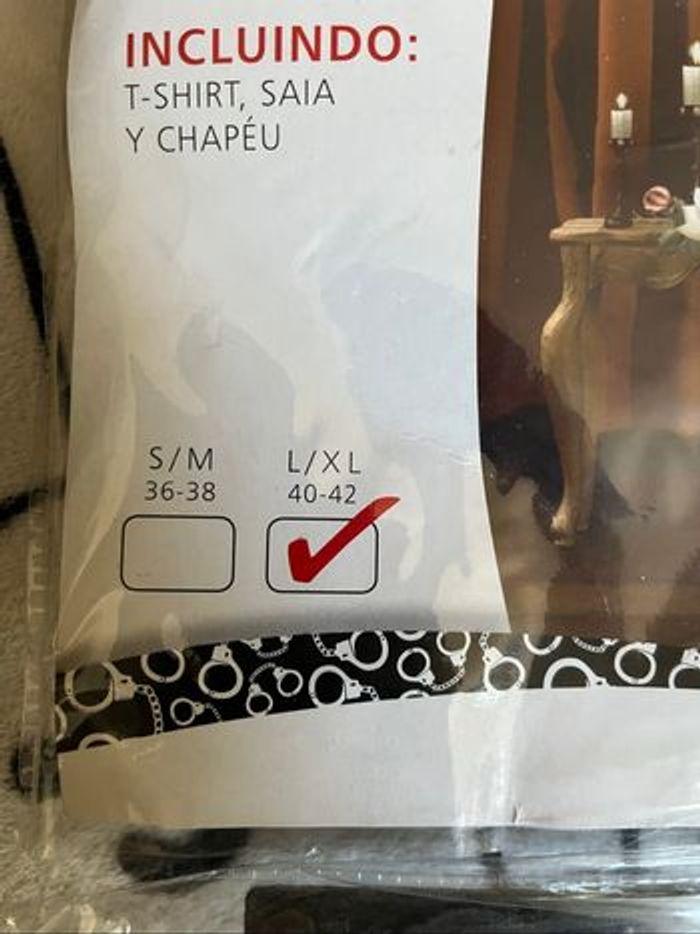 INCLUINDO:
T-SHIRT, SAIA
Y CHAPÉU
S/M L/XL
36-38 40-42